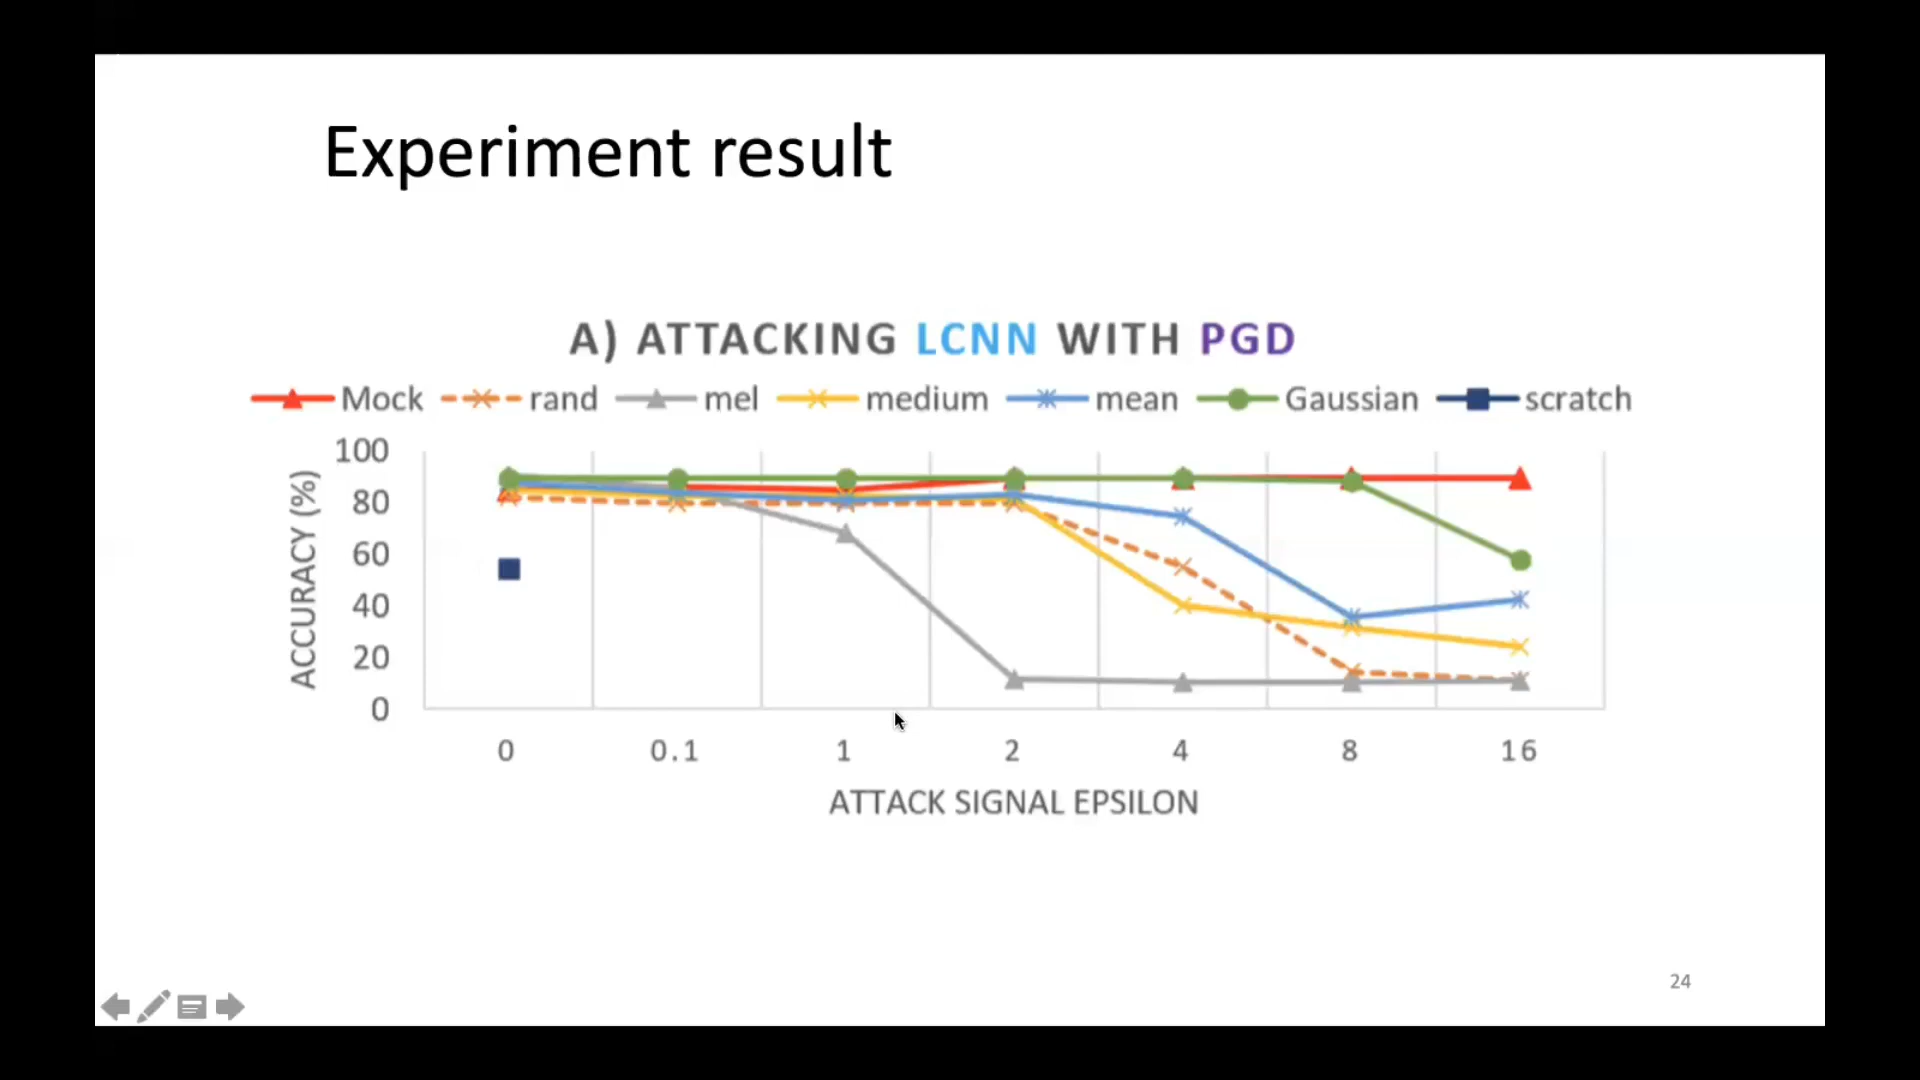 Experiment result
A) ATTACKING LCNN WITH PGD
Mock rand mel medium mean Gaussian scratch
100
80
60
40
20
0
ACCURACY (%)
0 0.1 1 2 4 8 16
ATTACK SIGNAL EPSILON
24